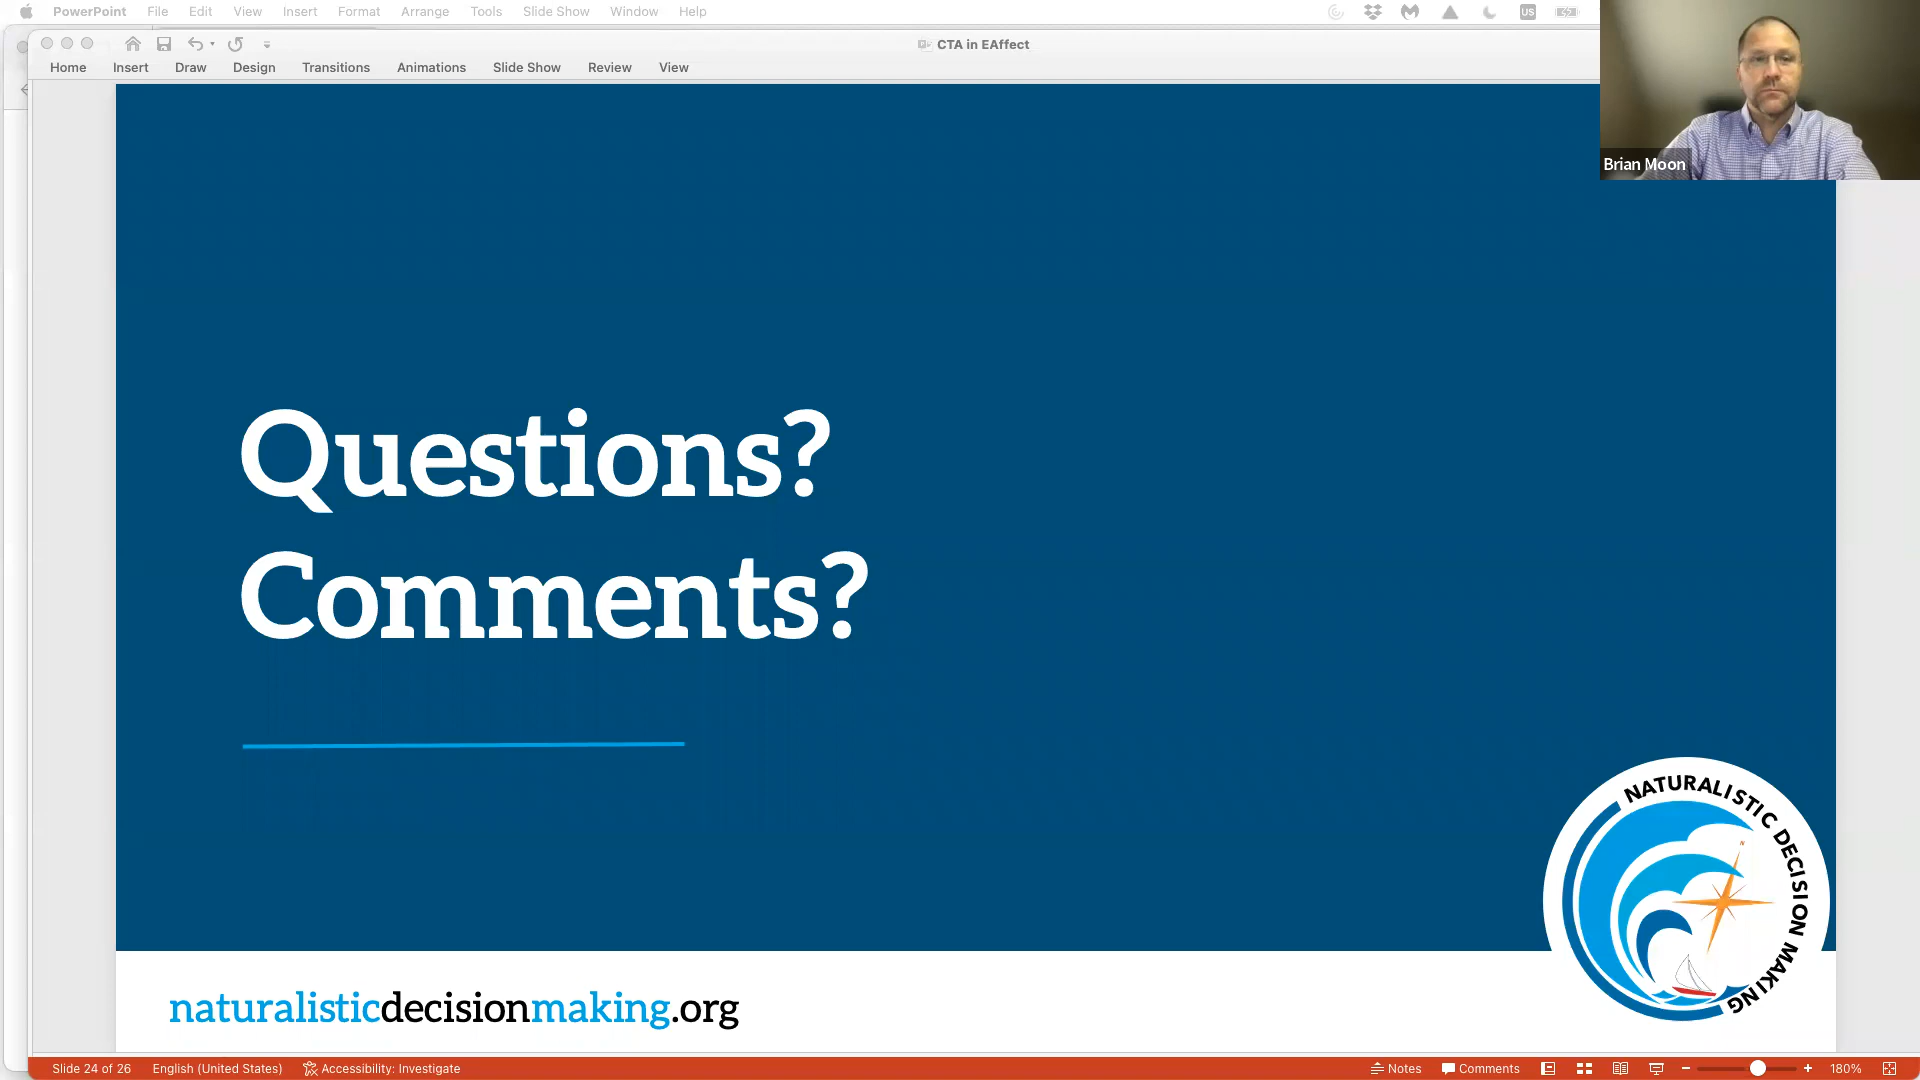 PowerPoint File Edit View Insert Format Arrange Tools Slide Show Window Help US
CTA in EAffect
Home Insert Draw Design Transitions Animations Slide Show Review View
Brian Moon
Questions?
Comments?
NATURALISTIC DECISION MAKING
N
naturalisticdecisionmaking.org
Slide 24 of 26 English (United States) Accessibility: Investigate Notes Comments 180%